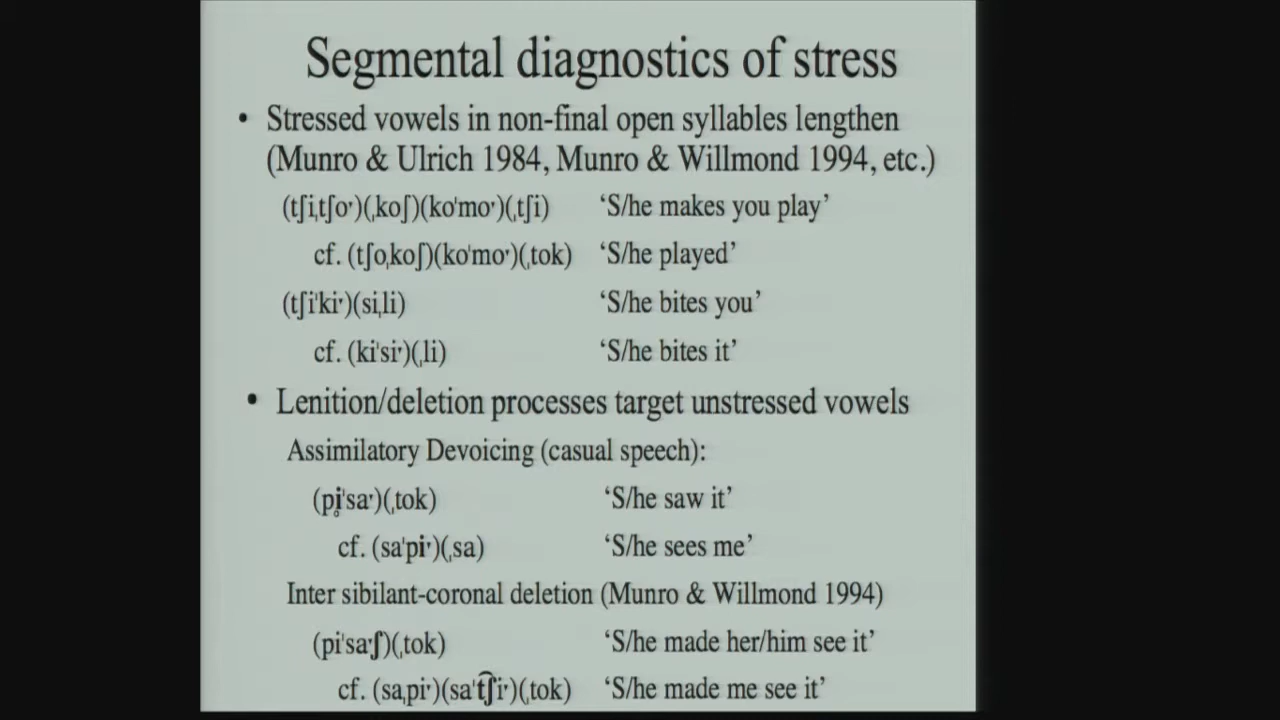 Segmental diagnostics of stress
• Stressed vowels in non-final open syllables lengthen
(Munro & Ulrich 1984, Munro & Willmond 1994, etc.)
(tʃiˌtʃoˑ)(ˌkoʃ)(koˈmoˑ)(ˌtʃi) ‘S/he makes you play’
cf. (tʃoˌkoʃ)(koˈmoˑ)(ˌtok) ‘S/he played’
(tʃiˈkiˑ)(siˌli) ‘S/he bites you’
cf. (kiˈsiˑ)(ˌli) ‘S/he bites it’
• Lenition/deletion processes target unstressed vowels
Assimilatory Devoicing (casual speech):
(pi̥ˈsaˑ)(ˌtok) ‘S/he saw it’
cf. (saˈpiˑ)(ˌsa) ‘S/he sees me’
Inter sibilant-coronal deletion (Munro & Willmond 1994)
(piˈsaˑʃ)(ˌtok) ‘S/he made her/him see it’
cf. (saˌpiˑ)(saˈt͡ʃiˑ)(ˌtok) ‘S/he made me see it’